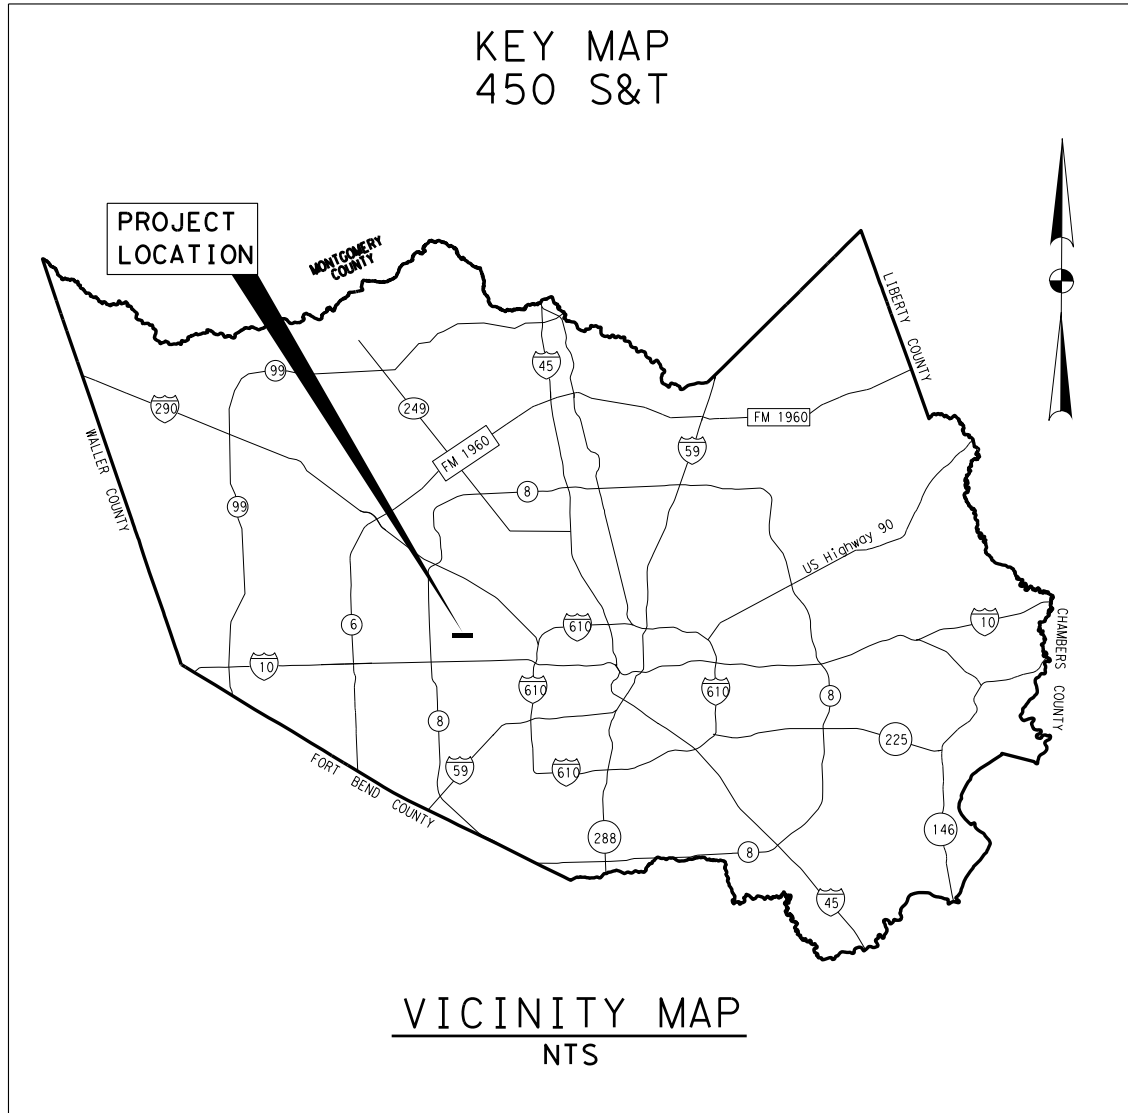 KEY MAP
450 S&T
PROJECT
LOCATION
MONTGOMERY
COUNTY
LIBERTY COUNTY
45
99
290
249
FM 1960
FM 1960
59
WALLER COUNTY
8
99
US Highway 90
6
610
10
CHAMBERS COUNTY
10
610
610
8
8
225
59
610
FORT BEND COUNTY
288
146
8
45
VICINITY MAP
NTS